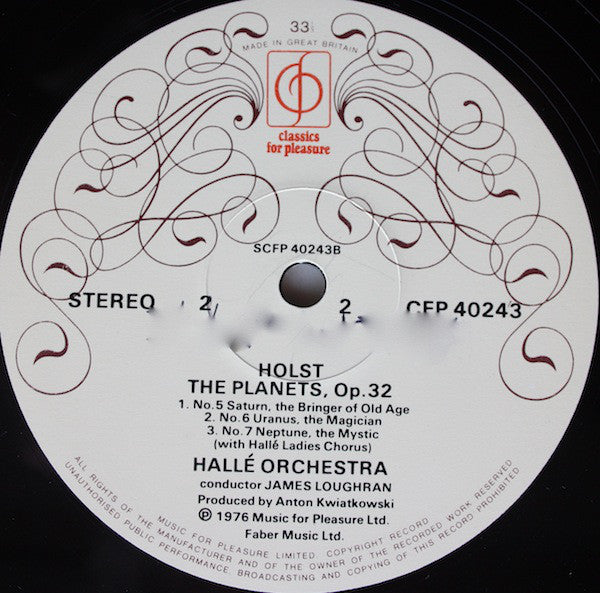 33
MADE IN GREAT BRITAIN
classics
for pleasure
SCFP 40243B
STEREO 2 2 CFP 40243
HOLST
THE PLANETS, Op.32
1. No.5 Saturn, the Bringer of Old Age
2. No.6 Uranus, the Magician
3. No.7 Neptune, the Mystic
(with Hallé Ladies Chorus)
HALLÉ ORCHESTRA
conductor JAMES LOUGHRAN
Produced by Anton Kwiatkowski
℗ 1976 Music for Pleasure Ltd.
Faber Music Ltd.
MUSIC FOR PLEASURE LIMITED COPYRIGHT RECORD
ALL RIGHTS OF THE MANUFACTURER AND OF THE OWNER OF THE RECORDED WORK RESERVED
UNAUTHORISED PUBLIC PERFORMANCE, BROADCASTING AND COPYING OF THIS RECORD PROHIBITED